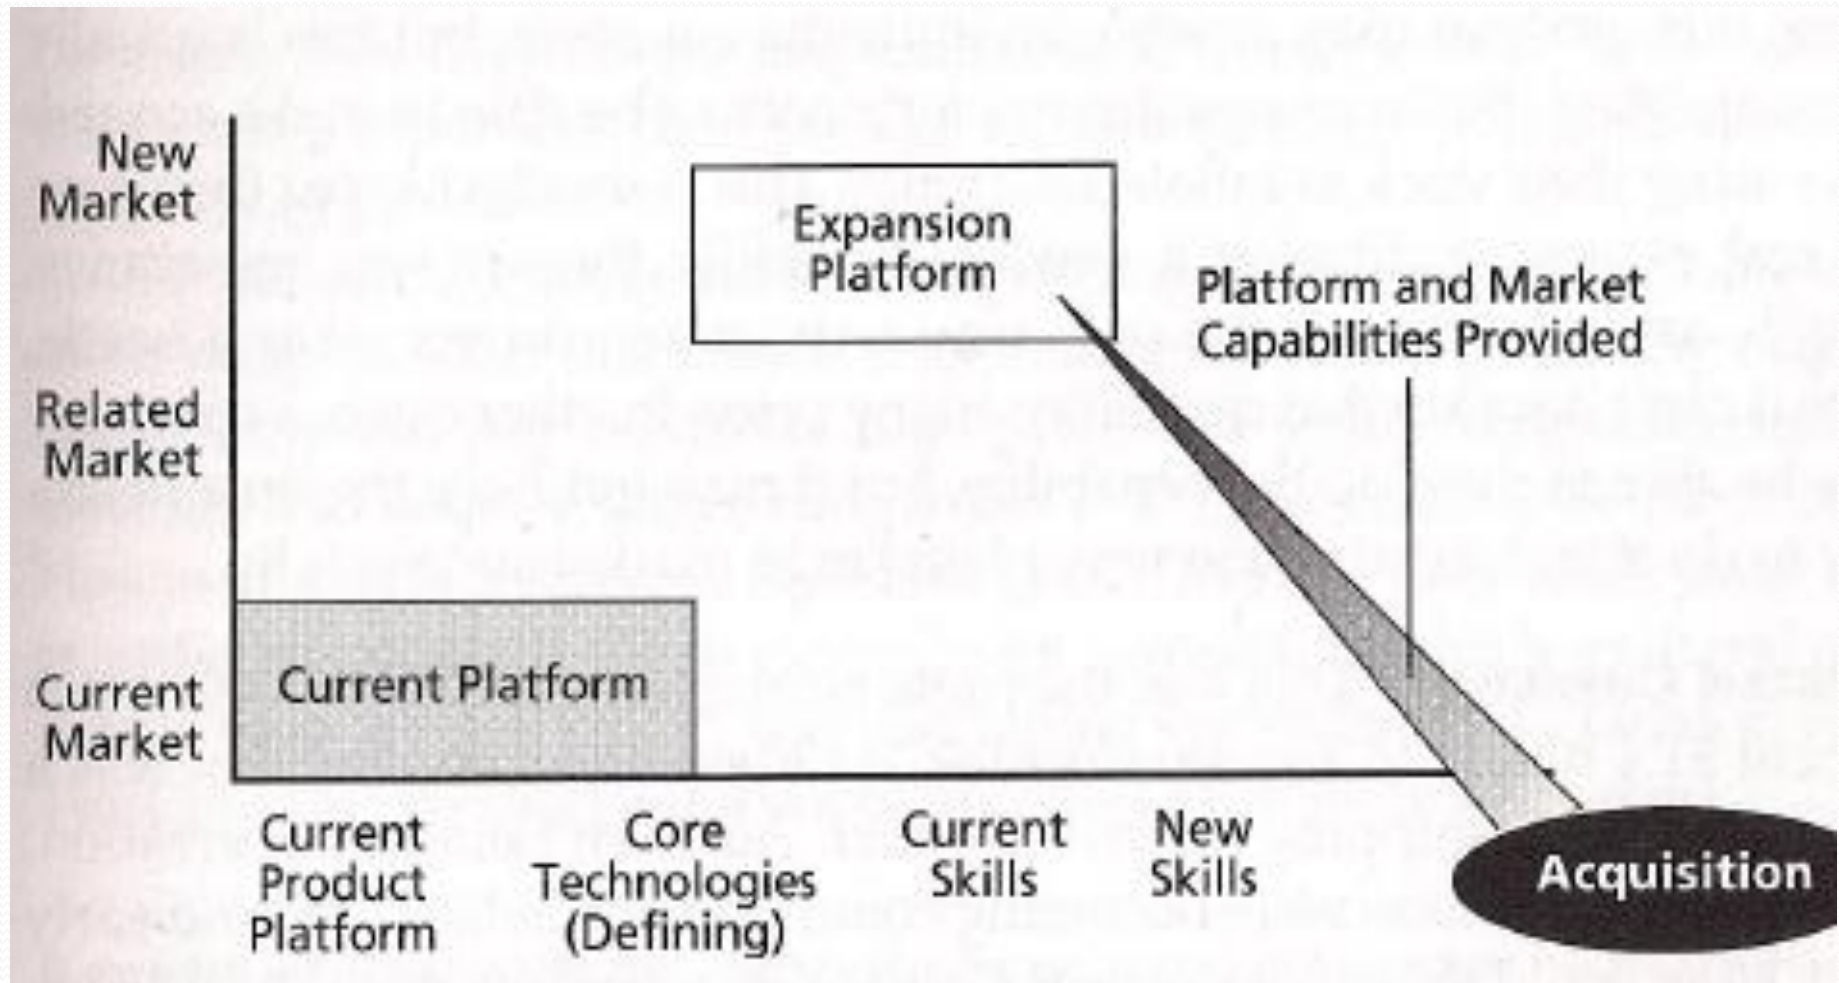 New
Market
Expansion
Platform
Platform and Market
Capabilities Provided
Related
Market
Current Platform
Current
Market
Current
Product
Platform
Core
Technologies
(Defining)
Current
Skills
New
Skills
Acquisition